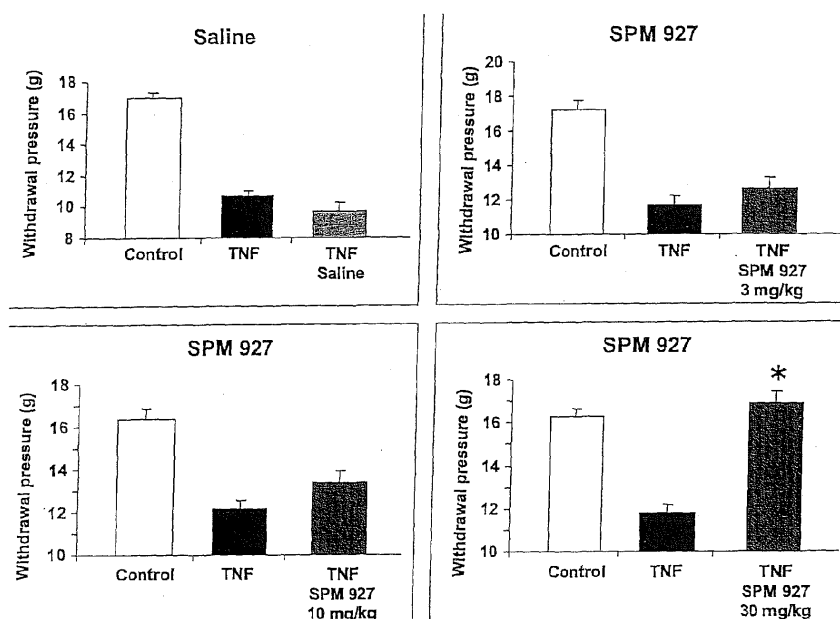 Saline
Withdrawal pressure (g)
18
16
14
12
10
8
Control
TNF
TNF
Saline
SPM 927
Withdrawal pressure (g)
20
18
16
14
12
10
Control
TNF
TNF
SPM 927
3 mg/kg
SPM 927
Withdrawal pressure (g)
18
16
14
12
10
Control
TNF
TNF
SPM 927
10 mg/kg
SPM 927
Withdrawal pressure (g)
18
16
14
12
10
*
Control
TNF
TNF
SPM 927
30 mg/kg